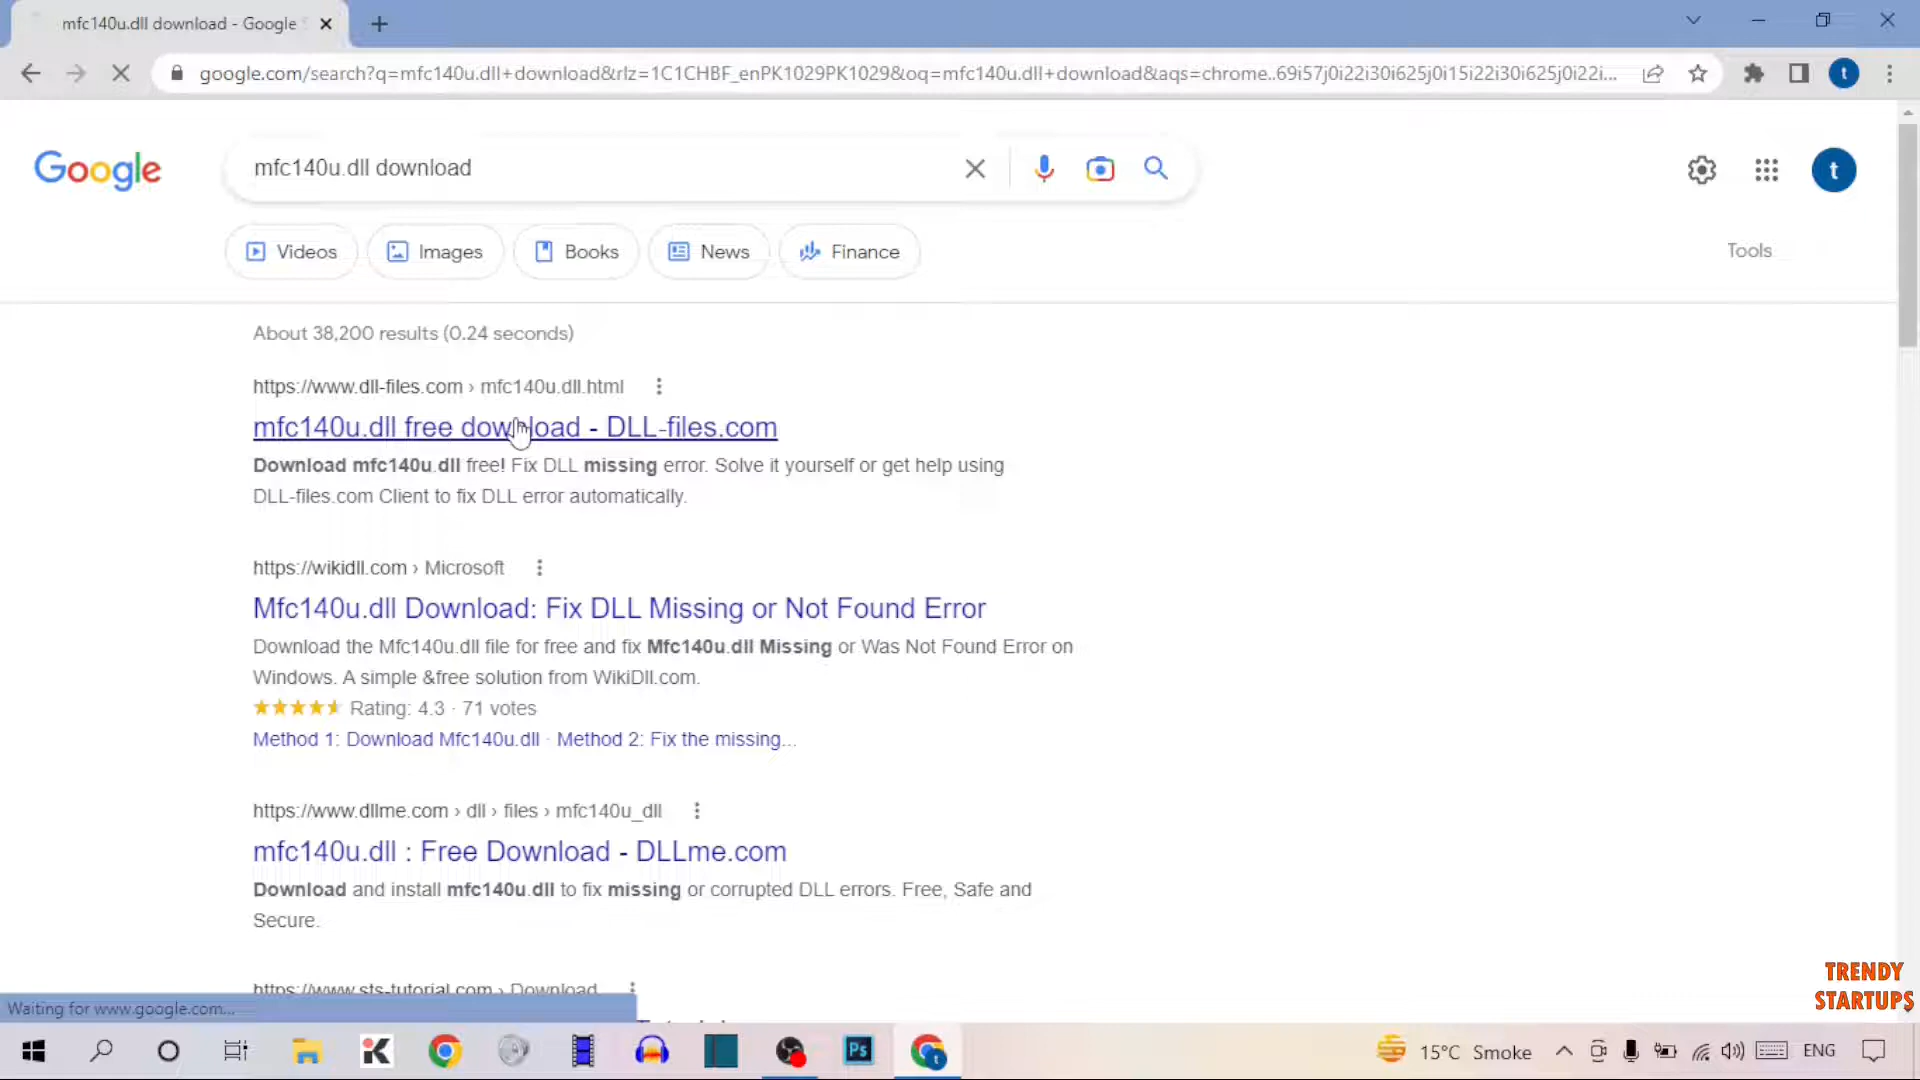 mfc140u.dll download - Google
google.com/search?q=mfc140u.dll+download&rlz=1C1CHBF_enPK1029PK1029&oq=mfc140u.dll+download&aqs=chrome..69i57j0i22i30i625j0i15i22i30i625j0i22i...
t
Google
mfc140u.dll download
t
Videos
Images
Books
News
Finance
Tools
About 38,200 results (0.24 seconds)
https://www.dll-files.com › mfc140u.dll.html
mfc140u.dll free download - DLL-files.com
Download mfc140u.dll free! Fix DLL missing error. Solve it yourself or get help using
DLL-files.com Client to fix DLL error automatically.
https://wikidll.com › Microsoft
Mfc140u.dll Download: Fix DLL Missing or Not Found Error
Download the Mfc140u.dll file for free and fix Mfc140u.dll Missing or Was Not Found Error on
Windows. A simple &free solution from WikiDll.com.
Rating: 4.3 · 71 votes
Method 1: Download Mfc140u.dll · Method 2: Fix the missing...
https://www.dllme.com › dll › files › mfc140u_dll
mfc140u.dll : Free Download - DLLme.com
Download and install mfc140u.dll to fix missing or corrupted DLL errors. Free, Safe and
Secure.
https://www.sts-tutorial.com › Download
TRENDY
STARTUPS
Waiting for www.google.com...
Ps
t
15°C Smoke
ENG